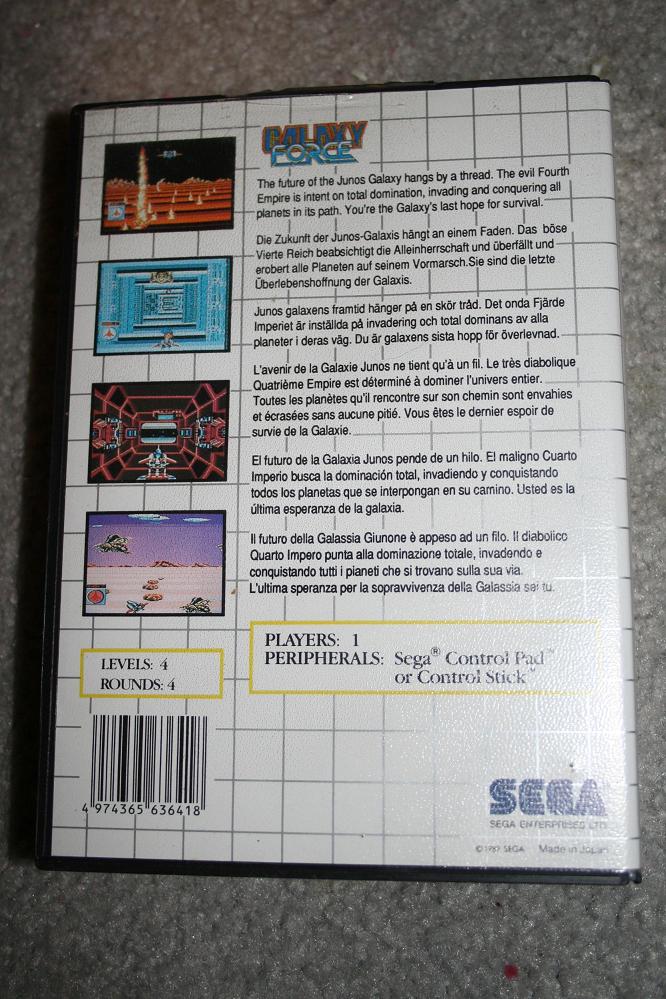 GALAXY
FORCE
The future of the Junos Galaxy hangs by a thread. The evil Fourth
Empire is intent on total domination, invading and conquering all
planets in its path. You're the Galaxy's last hope for survival.
Die Zukunft der Junos-Galaxis hängt an einem Faden. Das böse
Vierte Reich beabsichtigt die Alleinherrschaft und überfällt und
erobert alle Planeten auf seinem Vormarsch.Sie sind die letzte
Überlebenshoffnung der Galaxis.
Junos galaxens framtid hänger på en skör tråd. Det onda Fjärde
Imperiet är inställda på invadering och total dominans av alla
planeter i deras väg. Du är galaxens sista hopp för överlevnad.
L'avenir de la Galaxie Junos ne tient qu'à un fil. Le très diabolique
Quatrième Empire est déterminé à dominer l'univers entier.
Toutes les planètes qu'il rencontre sur son chemin sont envahies
et écrasées sans aucune pitié. Vous êtes le dernier espoir de
survie de la Galaxie.
El futuro de la Galaxia Junos pende de un hilo. El maligno Cuarto
Imperio busca la dominación total, invadiendo y conquistando
todos los planetas que se interpongan en su camino. Usted es la
última esperanza de la galaxia.
Il futuro della Galassia Giunone è appeso ad un filo. Il diabolico
Quarto Impero punta alla dominazione totale, invadendo e
conquistando tutti i pianeti che si trovano sulla sua via.
L'ultima speranza per la sopravvivenza della Galassia sei tu.
LEVELS: 4
ROUNDS: 4
PLAYERS: 1
PERIPHERALS: Sega® Control Pad™
or Control Stick™
4 974365 636418
SEGA
SEGA ENTERPRISES LTD.
© 1987 SEGA Made in Japan